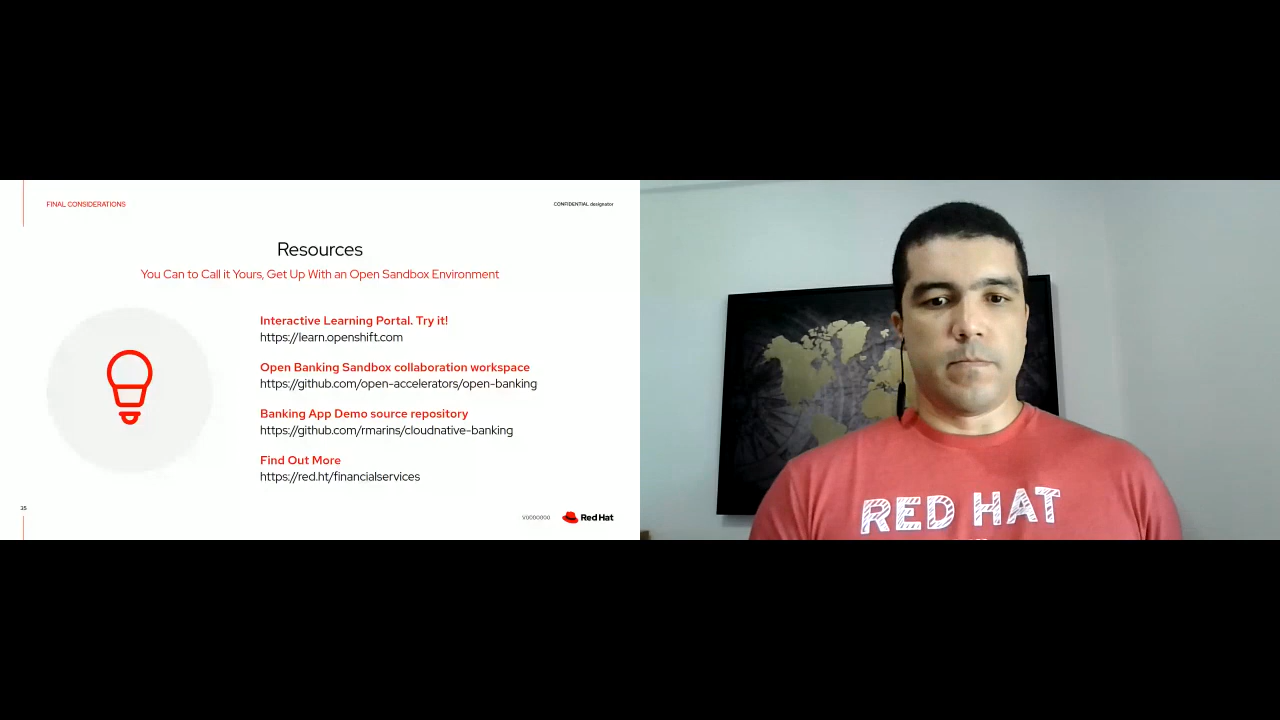 FINAL CONSIDERATIONS
CONFIDENTIAL designator
Resources
You Can to Call it Yours, Get Up With an Open Sandbox Environment
Interactive Learning Portal. Try it!
https://learn.openshift.com
Open Banking Sandbox collaboration workspace
https://github.com/open-accelerators/open-banking
Banking App Demo source repository
https://github.com/rmarins/cloudnative-banking
Find Out More
https://red.ht/financialservices
V0000000
Red Hat
RED HAT